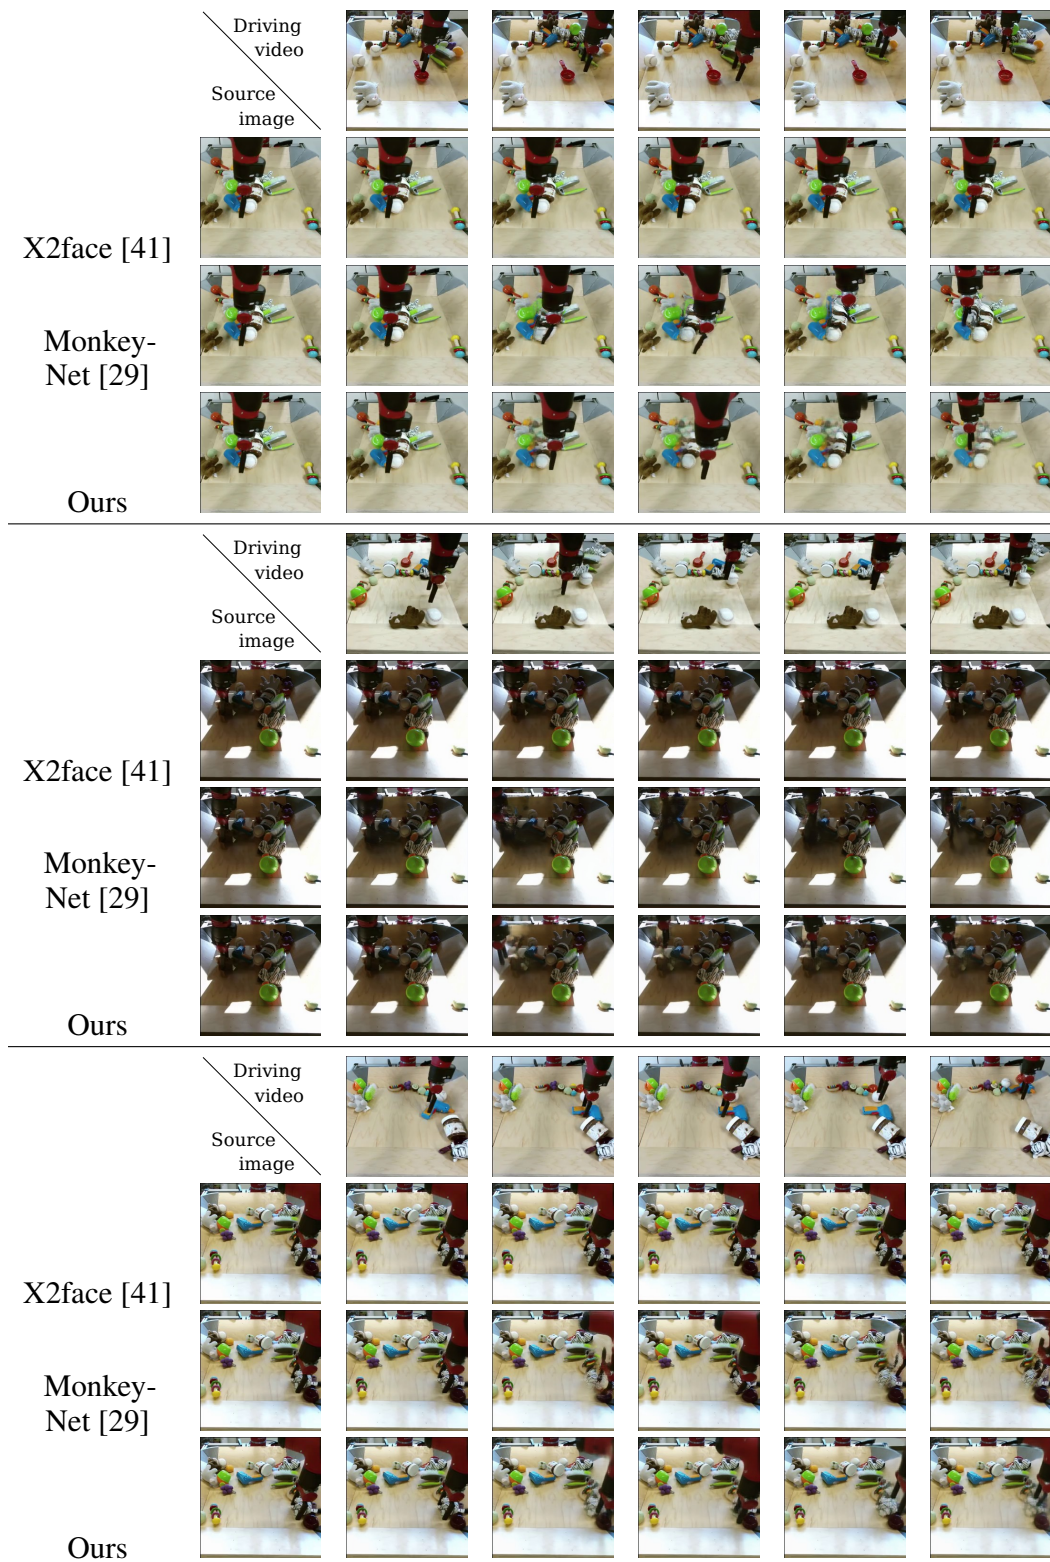 Driving
video
Source
image
X2face [41]
Monkey-
Net [29]
Ours
Driving
video
Source
image
X2face [41]
Monkey-
Net [29]
Ours
Driving
video
Source
image
X2face [41]
Monkey-
Net [29]
Ours